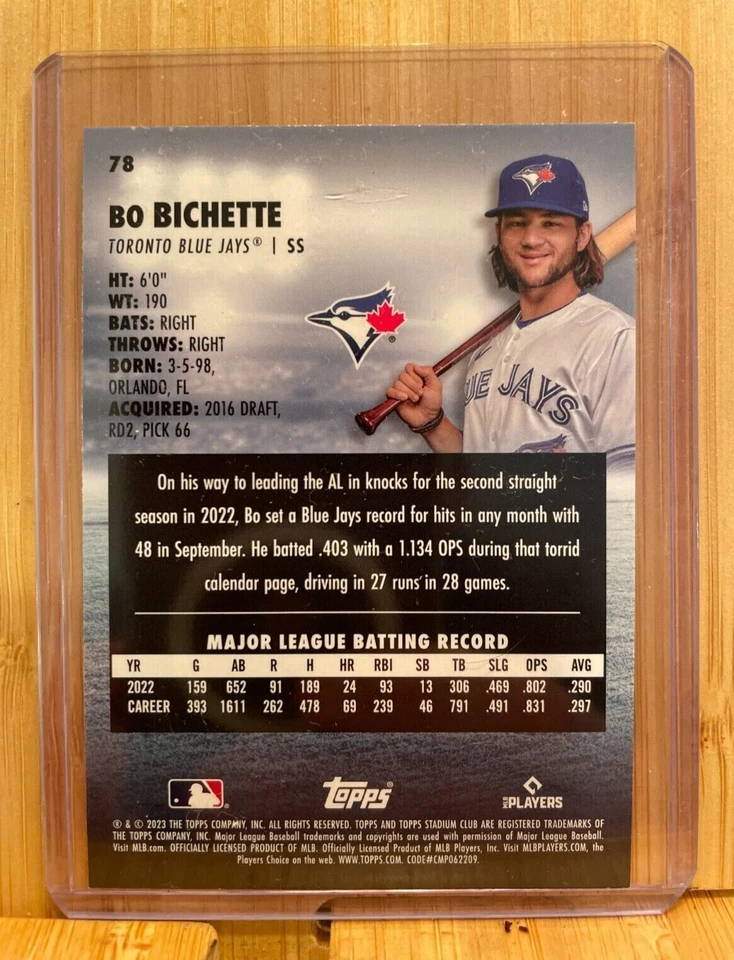 78
BO BICHETTE
TORONTO BLUE JAYS® | SS
HT: 6'0"
WT: 190
BATS: RIGHT
THROWS: RIGHT
BORN: 3-5-98,
ORLANDO, FL
ACQUIRED: 2016 DRAFT,
RD2, PICK 66
®
UE JAYS
On his way to leading the AL in knocks for the second straight
season in 2022, Bo set a Blue Jays record for hits in any month with
48 in September. He batted .403 with a 1.134 OPS during that torrid
calendar page, driving in 27 runs in 28 games.
MAJOR LEAGUE BATTING RECORD
YR G AB R H HR RBI SB TB SLG OPS AVG
2022 159 652 91 189 24 93 13 306 .469 .802 .290
CAREER 393 1611 262 478 69 239 46 791 .491 .831 .297
topps®
MLB PLAYERS
® & © 2023 THE TOPPS COMPANY, INC. ALL RIGHTS RESERVED. TOPPS AND TOPPS STADIUM CLUB ARE REGISTERED TRADEMARKS OF
THE TOPPS COMPANY, INC. Major League Baseball trademarks and copyrights are used with permission of Major League Baseball.
Visit MLB.com. OFFICIALLY LICENSED PRODUCT OF MLB. Officially Licensed Product of MLB Players, Inc. Visit MLBPLAYERS.COM, the
Players Choice on the web. WWW.TOPPS.COM. CODE#CMP062209.